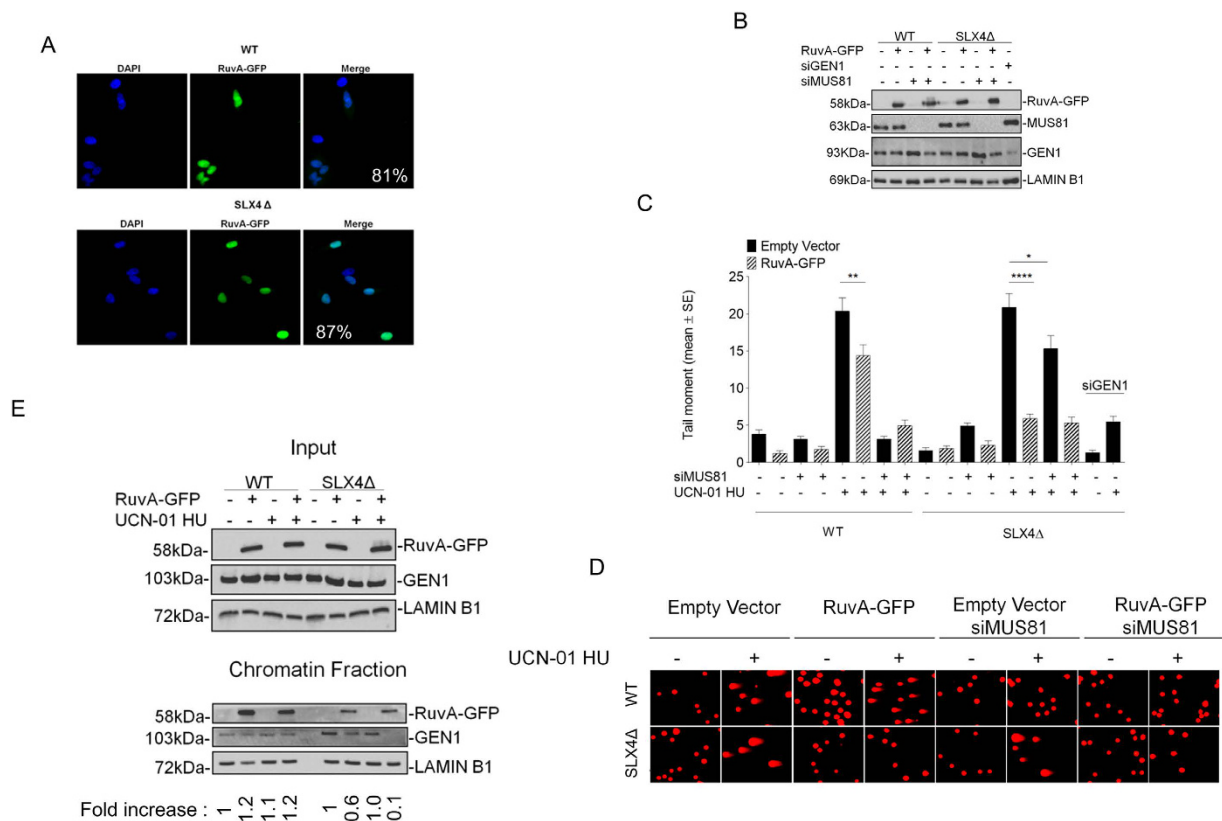 A
WT
DAPI RuvA-GFP Merge
81%
SLX4 Δ
DAPI RuvA-GFP Merge
87%
B
WT SLX4Δ
RuvA-GFP - + - + - + - + -
siGEN1 - - - - - - - - +
siMUS81 - - + + - - + + -
58kDa- -RuvA-GFP
63kDa- -MUS81
93KDa- -GEN1
69kDa- -LAMIN B1
C
Empty Vector
RuvA-GFP
Tail moment (mean ± SE)
25
20
15
10
5
0
**
*
****
siGEN1
siMUS81 - - + + - - + + - - + + - - + + - -
UCN-01 HU - - - - + + + + - - - - + + + + - +
WT SLX4Δ
D
Empty Vector RuvA-GFP Empty Vector siMUS81 RuvA-GFP siMUS81
UCN-01 HU - + - + - + - +
WT
SLX4Δ
E
Input
WT SLX4Δ
RuvA-GFP - + - + - + - +
UCN-01 HU - - + + - - + +
58kDa- -RuvA-GFP
103kDa- -GEN1
72kDa- -LAMIN B1
Chromatin Fraction
58kDa- -RuvA-GFP
103kDa- -GEN1
72kDa- -LAMIN B1
Fold increase : 1 1.2 1.1 1.2 1 0.6 1.0 0.1